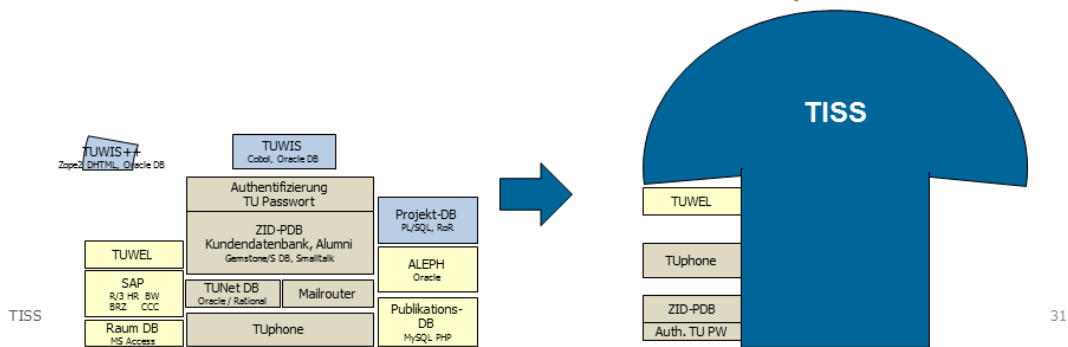 TUWIS++
Zope2 DHTML, Oracle DB
TUWIS
Cobol, Oracle DB
Authentifizierung
TU Passwort
ZID-PDB
Kundendatenbank, Alumni
Gemstone/S DB, Smalltalk
Projekt-DB
PL/SQL, RoR
TUWEL
ALEPH
Oracle
SAP
R/3 HR BW
BRZ CCC
TUNet DB
Oracle / Rational
Mailrouter
Publikations-
DB
MySQL PHP
Raum DB
MS Access
TUphone
TISS
TISS
TUWEL
TUphone
ZID-PDB
Auth. TU PW
31